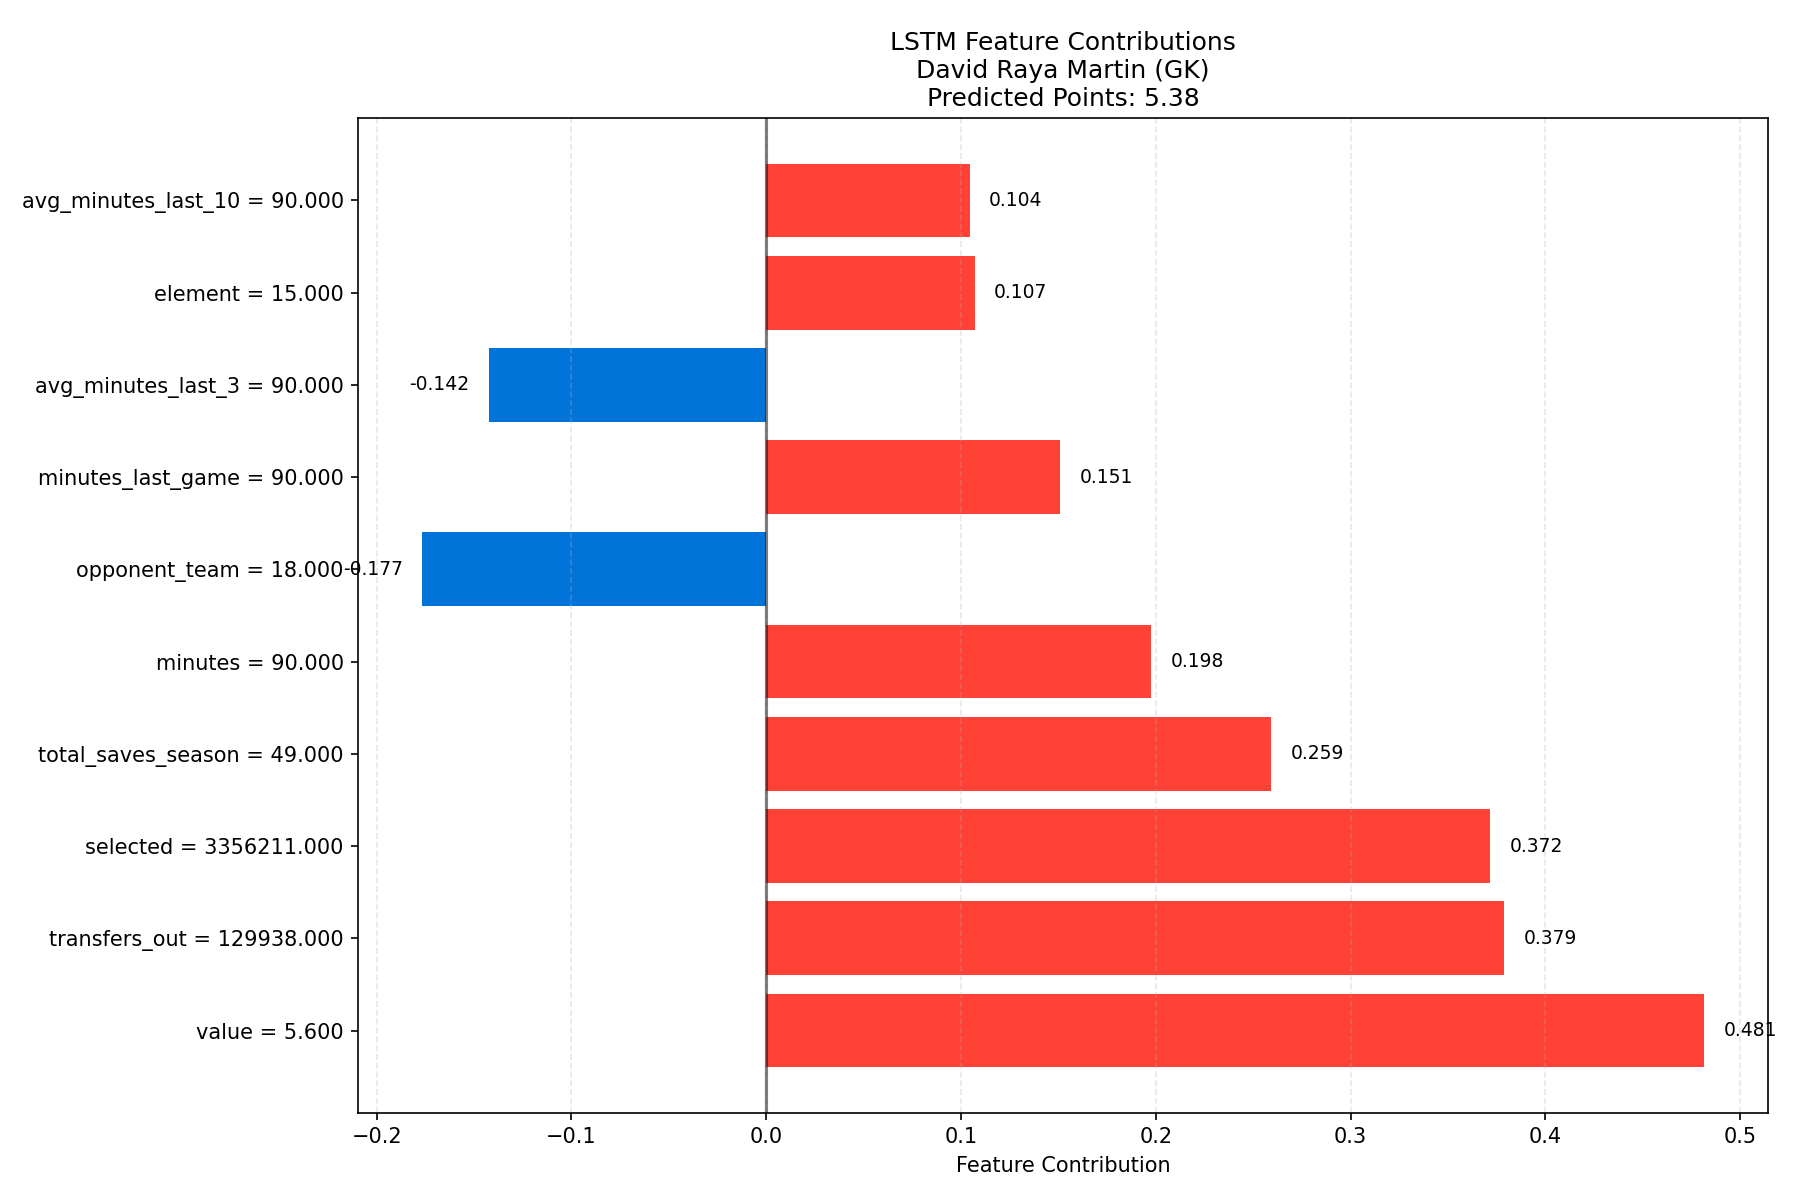 LSTM Feature Contributions
David Raya Martin (GK)
Predicted Points: 5.38
avg_minutes_last_10 = 90.000 0.104
element = 15.000 0.107
avg_minutes_last_3 = 90.000 -0.142
minutes_last_game = 90.000 0.151
opponent_team = 18.000 -0.177
minutes = 90.000 0.198
total_saves_season = 49.000 0.259
selected = 3356211.000 0.372
transfers_out = 129938.000 0.379
value = 5.600 0.481
−0.2 −0.1 0.0 0.1 0.2 0.3 0.4 0.5
Feature Contribution